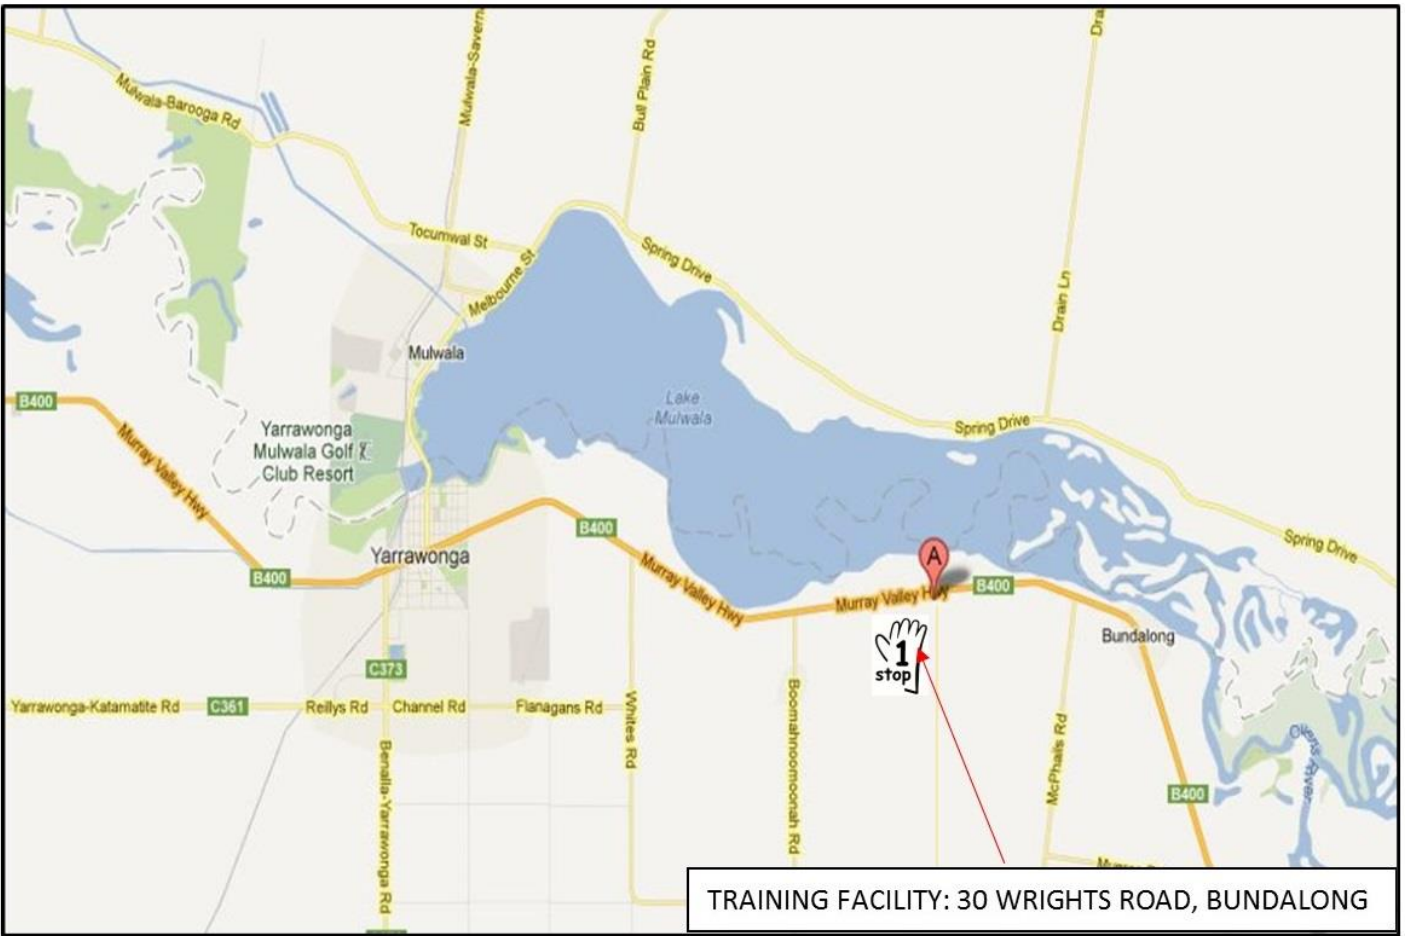 Mulwala-Savern
Bull Plain Rd
Dra
Mulwala-Barooga Rd
Tocumwal St
Melbourne St
Spring Drive
Drain Ln
Mulwala
Lake
Mulwala
B400
Yarrawonga
Mulwala Golf
Club Resort
Spring Drive
Murray Valley Hwy
B400
Spring Drive
Yarrawonga
A
B400
Murray Valley Hwy
Murray Valley Hwy
B400
1
stop
Bundalong
C373
Yarrawonga-Katamatite Rd
C361
Reillys Rd
Channel Rd
Flanagans Rd
Whites Rd
Boomahnoomoonah Rd
McPhails Rd
Ovens River
Benalla-Yarrawonga Rd
B400
TRAINING FACILITY: 30 WRIGHTS ROAD, BUNDALONG